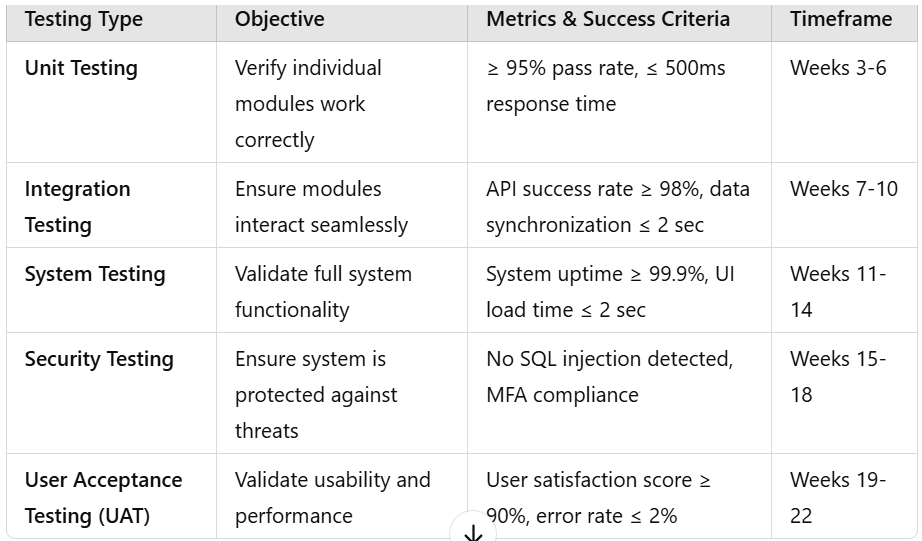 Testing Type Objective Metrics & Success Criteria Timeframe
Unit Testing Verify individual ≥ 95% pass rate, ≤ 500ms Weeks 3-6
modules work response time
correctly
Integration Ensure modules API success rate ≥ 98%, data Weeks 7-10
Testing interact seamlessly synchronization ≤ 2 sec
System Testing Validate full system System uptime ≥ 99.9%, UI Weeks 11-
functionality load time ≤ 2 sec 14
Security Testing Ensure system is No SQL injection detected, Weeks 15-
protected against MFA compliance 18
threats
User Acceptance Validate usability and User satisfaction score ≥ Weeks 19-
Testing (UAT) performance 90%, error rate ≤ 2% 22